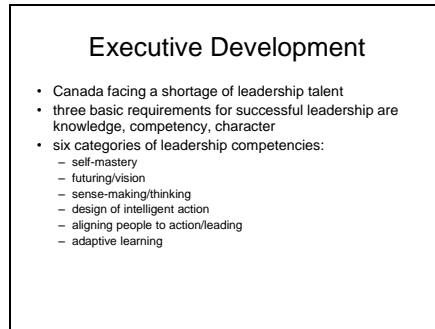 Executive Development
• Canada facing a shortage of leadership talent
• three basic requirements for successful leadership are
knowledge, competency, character
• six categories of leadership competencies:
– self-mastery
– futuring/vision
– sense-making/thinking
– design of intelligent action
– aligning people to action/leading
– adaptive learning